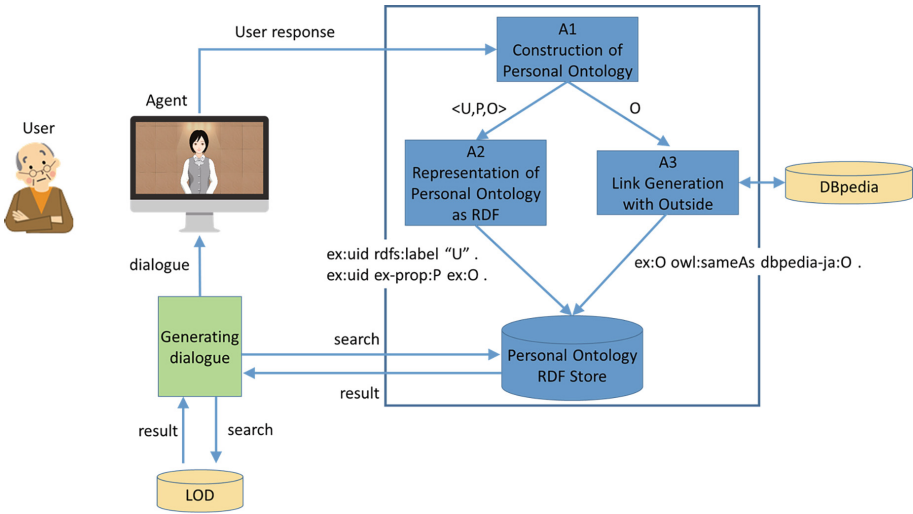 User response
A1
Construction of
Personal Ontology
Agent
<U,P,O>
O
User
A2
Representation of
Personal Ontology
as RDF
A3
Link Generation
with Outside
DBpedia
ex:uid rdfs:label “U” .
ex:uid ex-prop:P ex:O .
ex:O owl:sameAs dbpedia-ja:O .
dialogue
Generating
dialogue
search
result
Personal Ontology
RDF Store
result
search
LOD